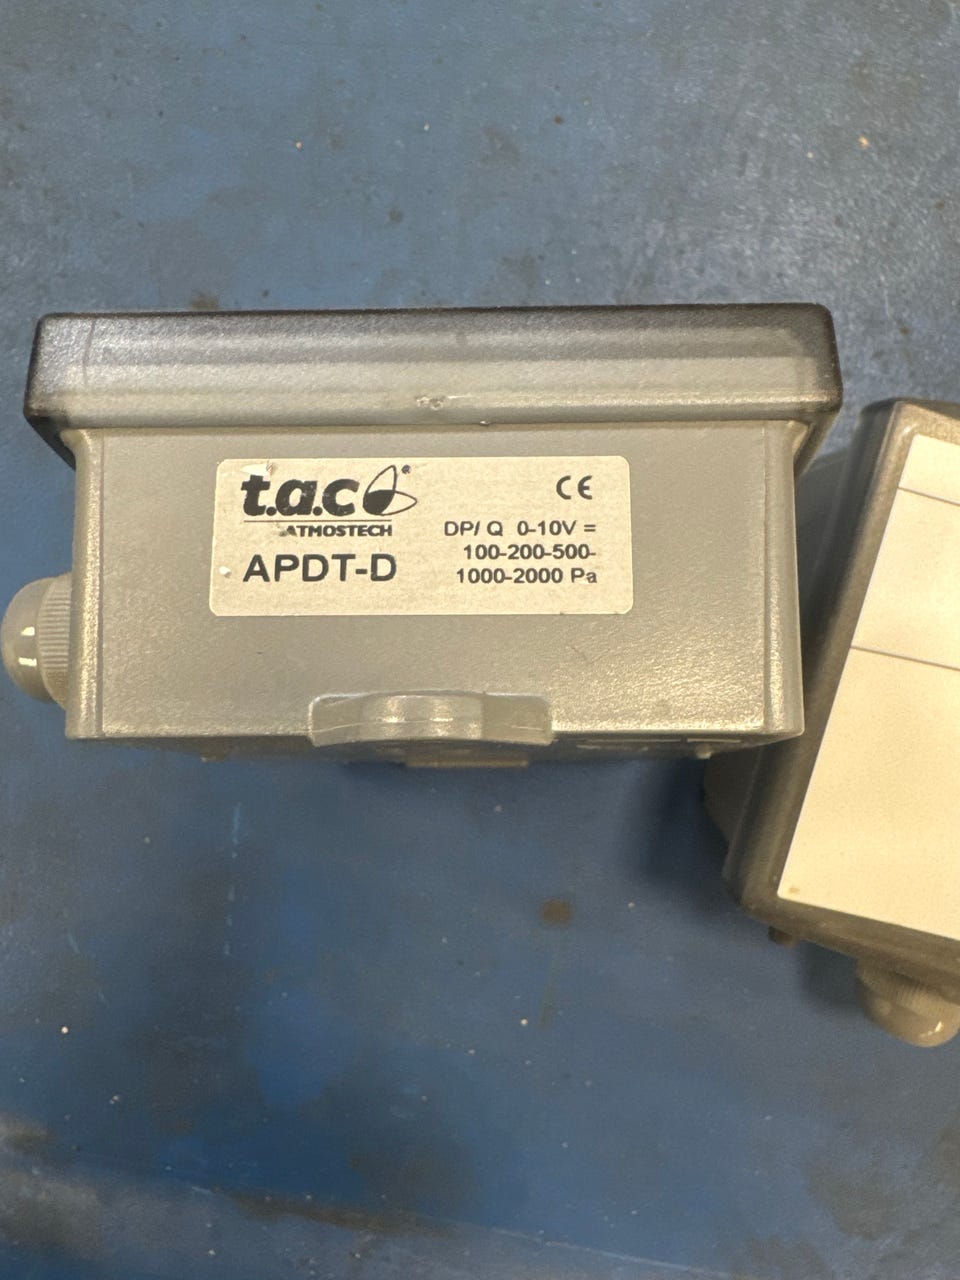 t.a.c®
ATMOSTECH
APDT-D
CE
DP/ Q 0-10V =
100-200-500-
1000-2000 Pa